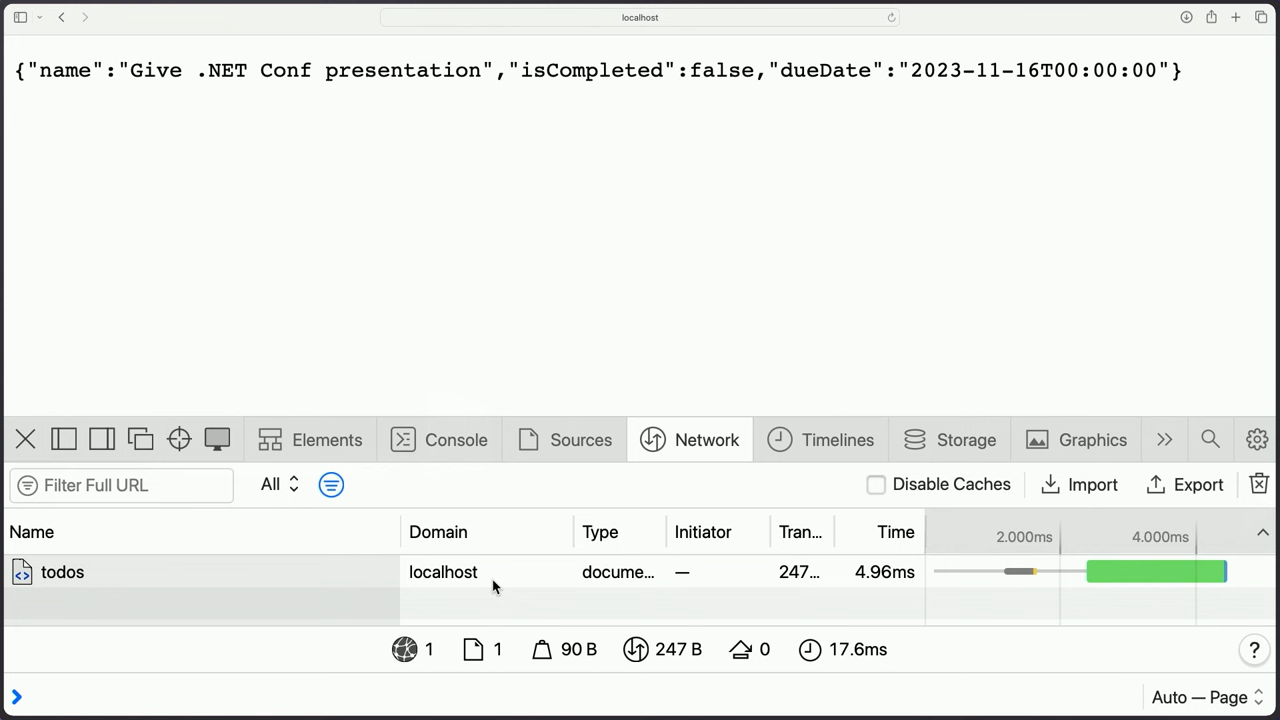 localhost
{"name":"Give .NET Conf presentation","isCompleted":false,"dueDate":"2023-11-16T00:00:00"}
Elements Console Sources Network Timelines Storage Graphics
Filter Full URL All Disable Caches Import Export
Name Domain Type Initiator Tran... Time 2.000ms 4.000ms
todos localhost docume... — 247... 4.96ms
1 1 90 B 247 B 0 17.6ms ?
Auto — Page